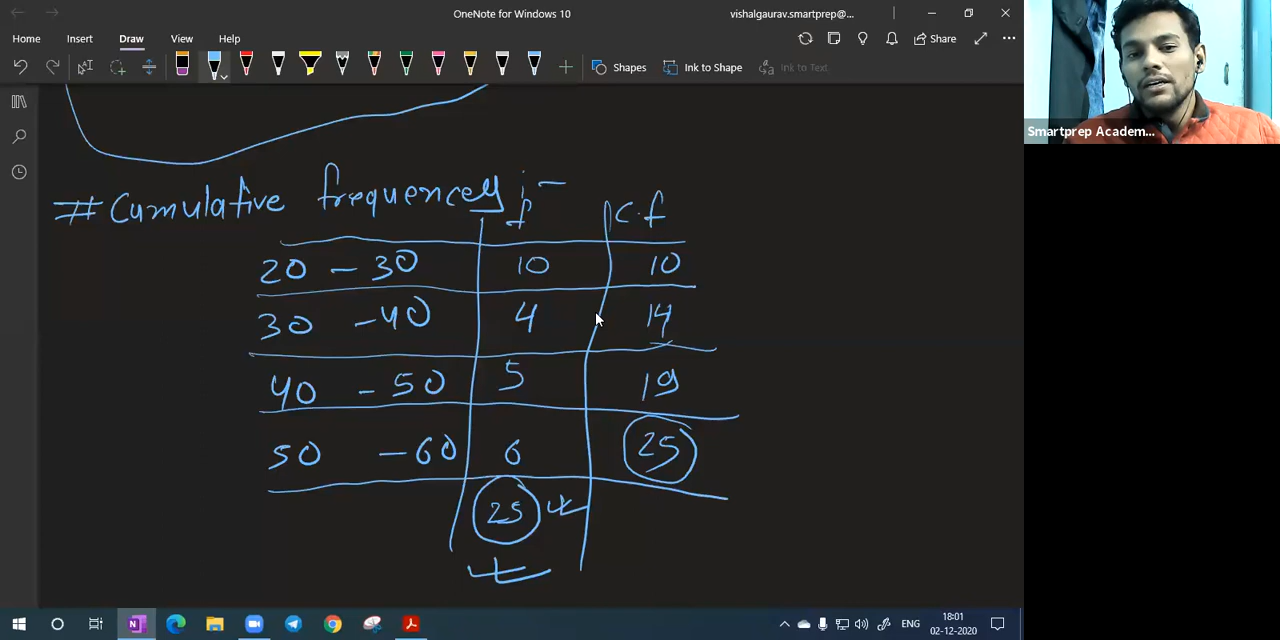 OneNote for Windows 10
vishalgaurav.smartprep@...
Home Insert Draw View Help
Share
Shapes Ink to Shape Ink to Text
Smartprep Academ...
# Cumulative frequencey :-
f c.f
20 - 30 10 10
30 - 40 4 14
40 - 50 5 19
50 - 60 6 25
25
ENG
18:01
02-12-2020